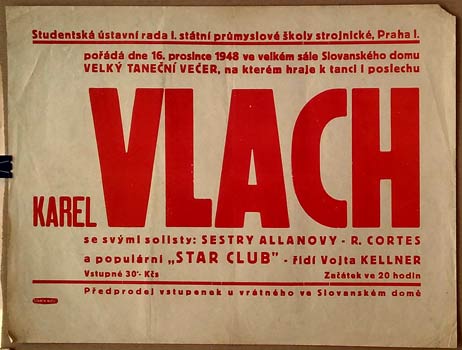 Studentská ústavní rada I. státní průmyslové školy strojnické, Praha I.
pořádá dne 16. prosince 1948 ve velkém sále Slovanského domu
VELKÝ TANEČNÍ VEČER, na kterém hraje k tanci i poslechu
KAREL VLACH
se svými solisty: SESTRY ALLANOVY - R. CORTES
a populární „STAR CLUB" - řídí Vojta KELLNER
Vstupné 30'- Kčs Začátek ve 20 hodin
Předprodej vstupenek u vrátného ve Slovanském domě